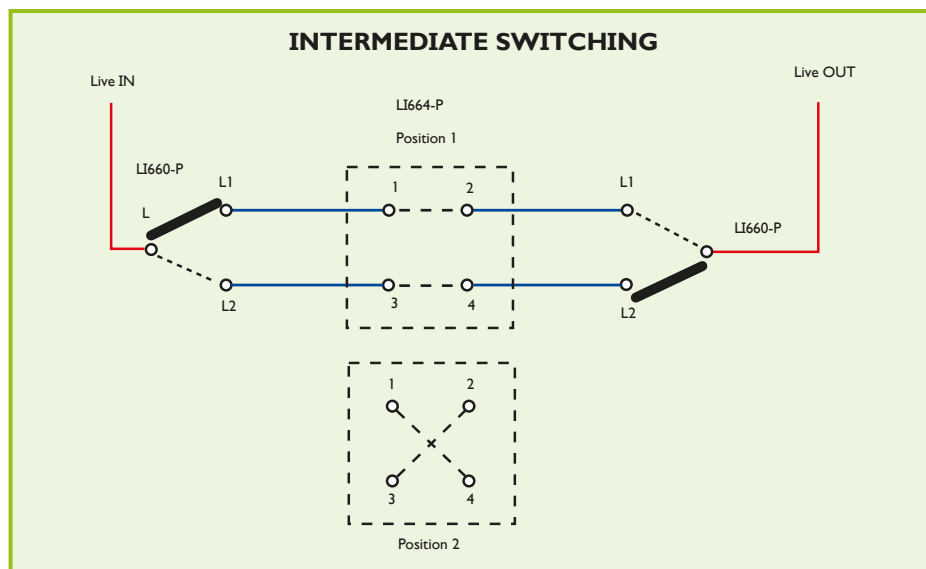 INTERMEDIATE SWITCHING
Live IN
Live OUT
LI664-P
Position 1
LI660-P
L1
1
2
L1
L
LI660-P
L2
3
4
L2
1
2
3
4
Position 2